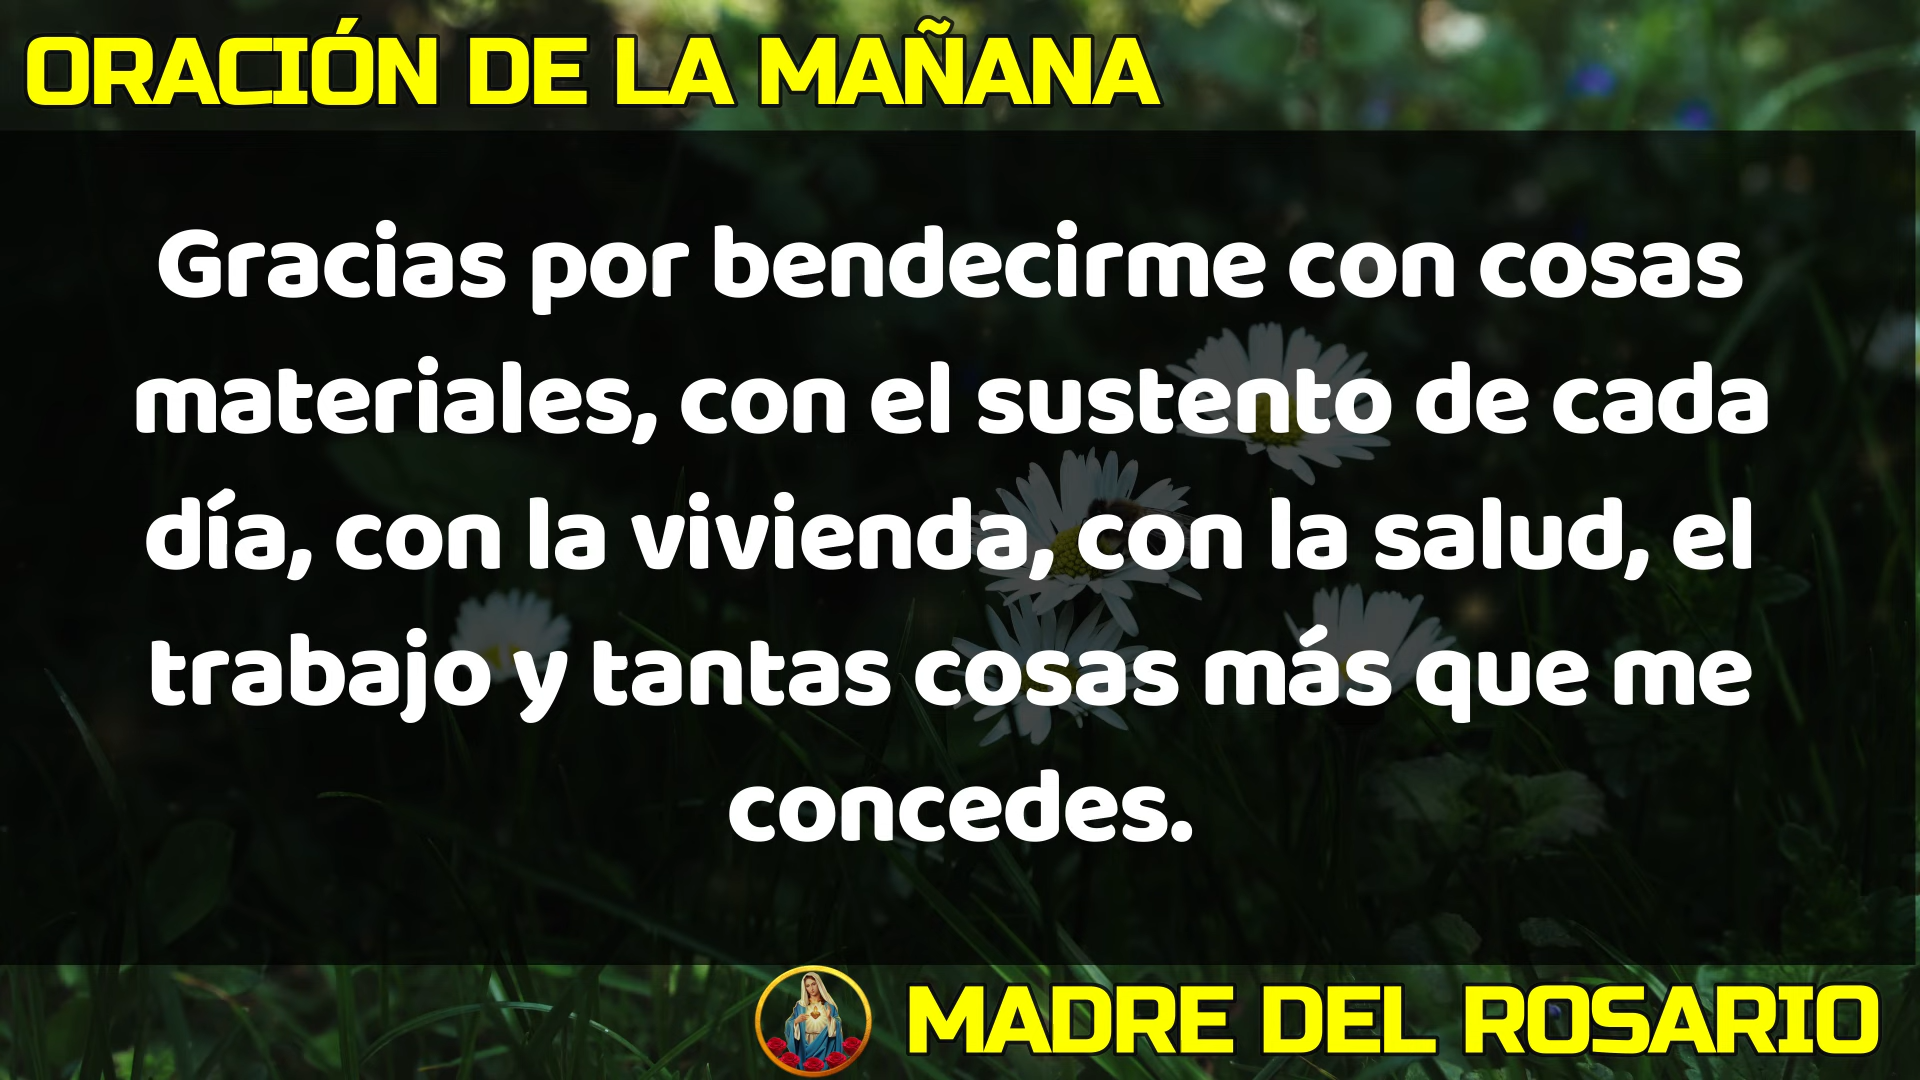 ORACIÓN DE LA MAÑANA
Gracias por bendecirme con cosas
materiales, con el sustento de cada
día, con la vivienda, con la salud, el
trabajo y tantas cosas más que me
concedes.
MADRE DEL ROSARIO